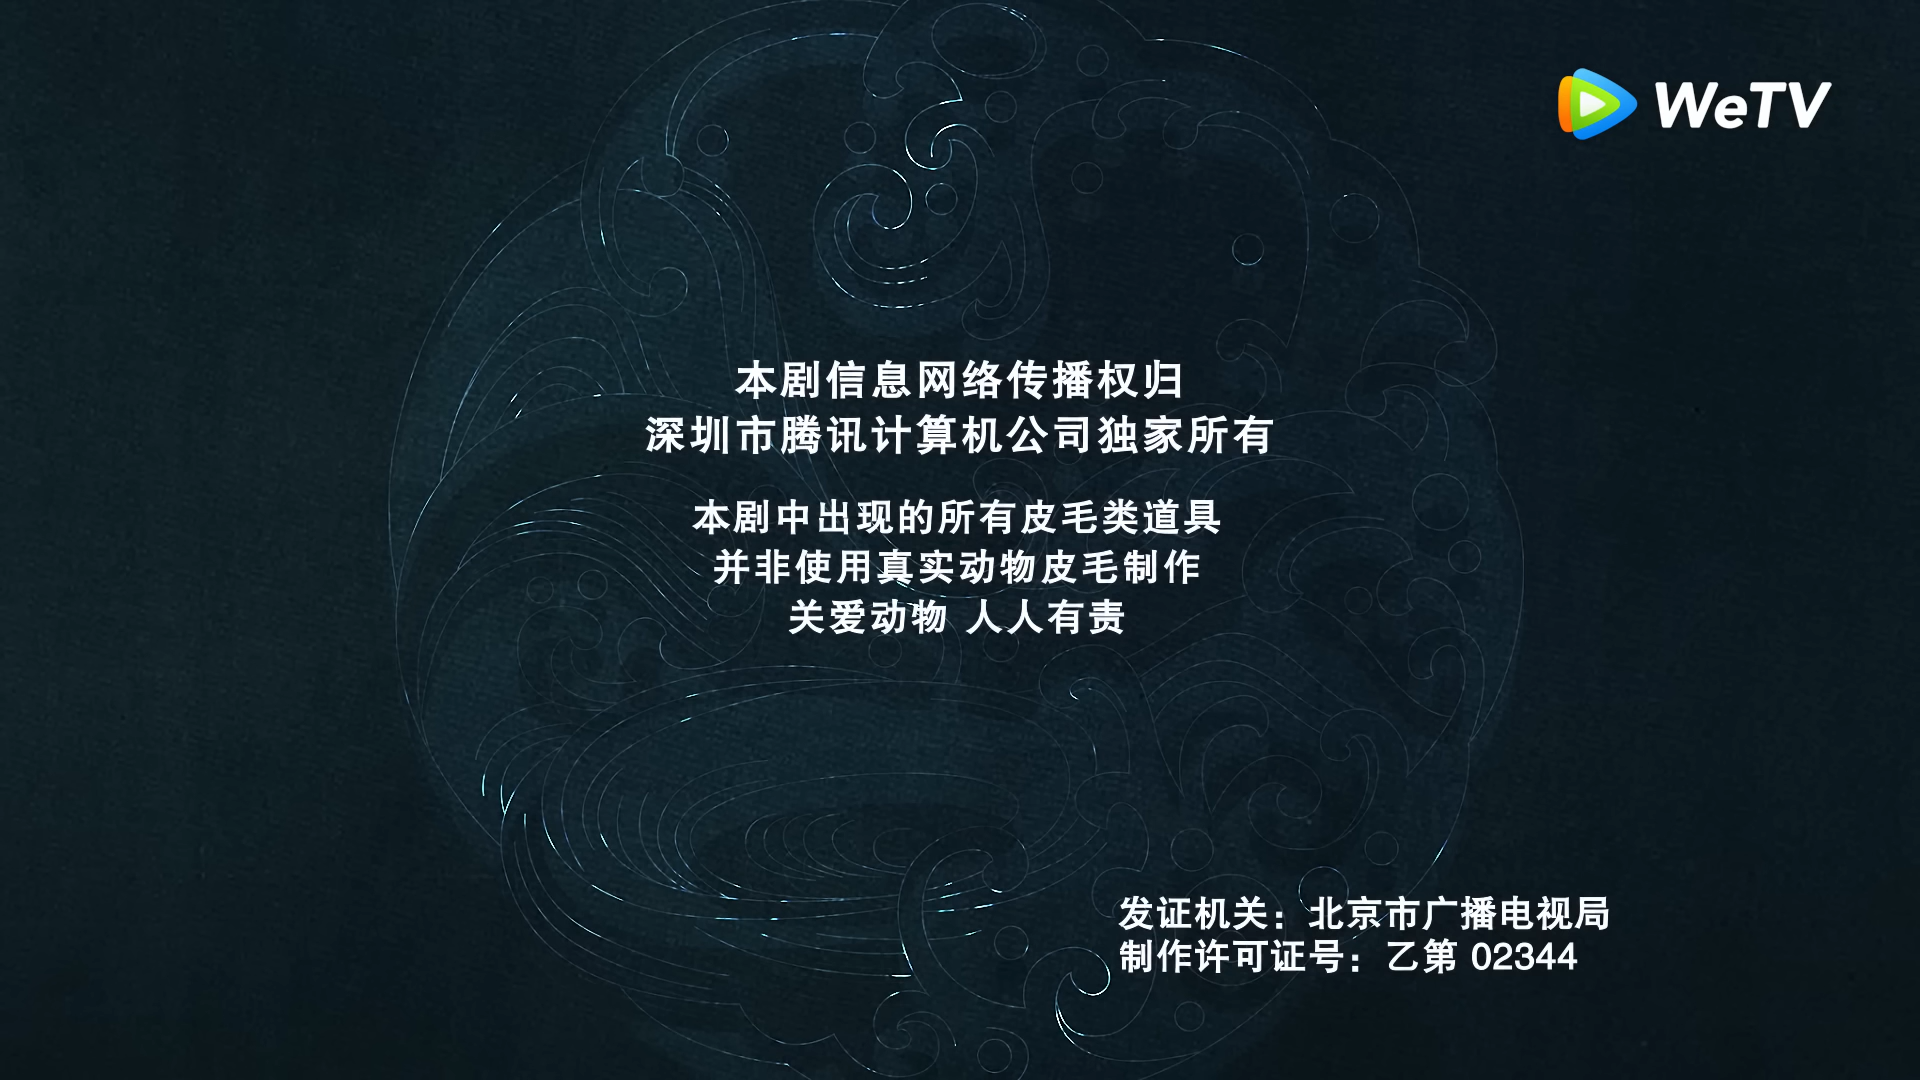 WeTV
本剧信息网络传播权归
深圳市腾讯计算机公司独家所有
本剧中出现的所有皮毛类道具
并非使用真实动物皮毛制作
关爱动物 人人有责
发证机关：北京市广播电视局
制作许可证号：乙第 02344